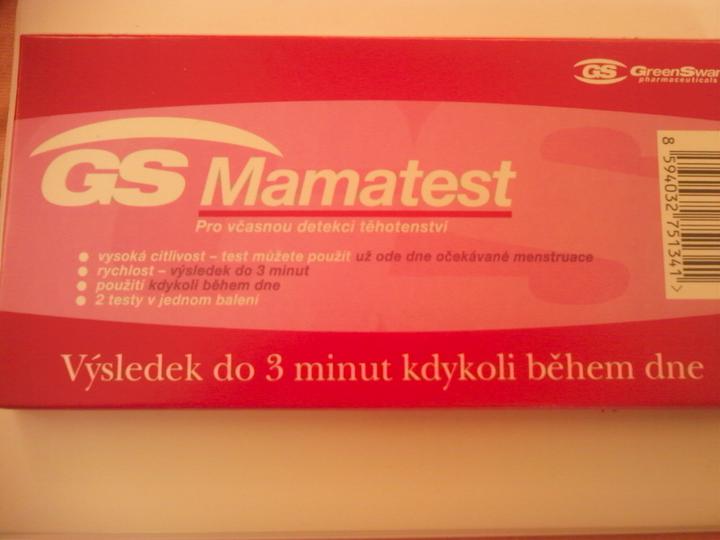 GS GreenSwan
pharmaceuticals
GS Mamatest
Pro včasnou detekci těhotenství
• vysoká citlivost – test můžete použít už ode dne očekávané menstruace
• rychlost – výsledek do 3 minut
• použití kdykoli během dne
• 2 testy v jednom balení
8 594032 751341 >
Výsledek do 3 minut kdykoli během dne